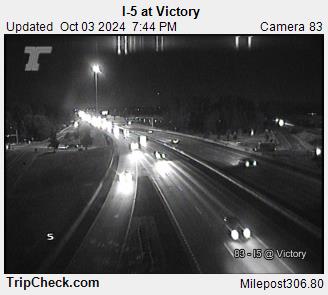 I-5 at Victory
Updated Oct 03 2024 7:44 PM Camera 83
T
S
83 - I5 @ Victory
TripCheck.com Milepost306.80